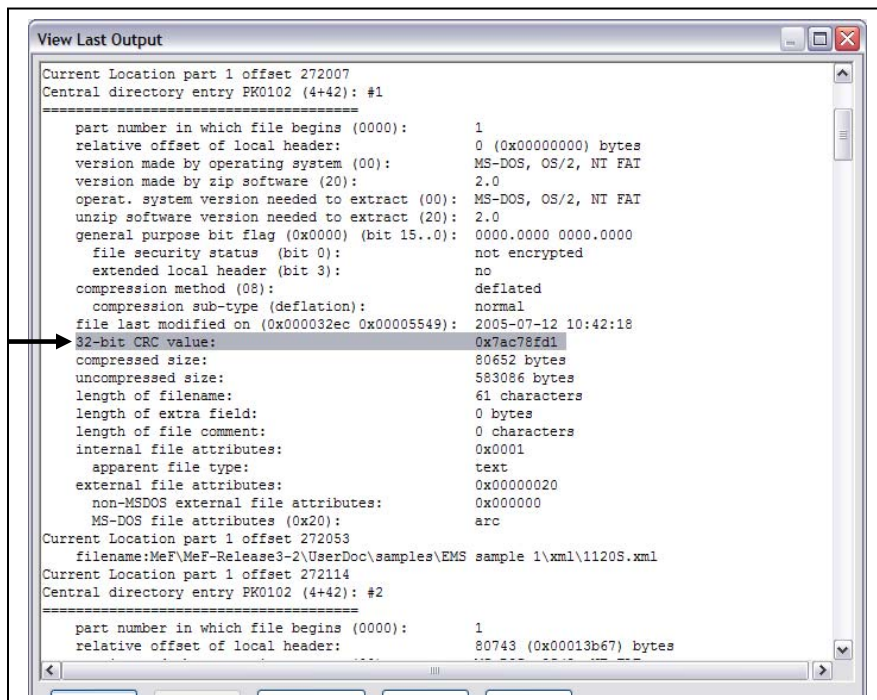 View Last Output
Current Location part 1 offset 272007
Central directory entry PK0102 (4+42): #1
======================================
part number in which file begins (0000): 1
relative offset of local header: 0 (0x00000000) bytes
version made by operating system (00): MS-DOS, OS/2, NT FAT
version made by zip software (20): 2.0
operat. system version needed to extract (00): MS-DOS, OS/2, NT FAT
unzip software version needed to extract (20): 2.0
general purpose bit flag (0x0000) (bit 15..0): 0000.0000 0000.0000
file security status (bit 0): not encrypted
extended local header (bit 3): no
compression method (08): deflated
compression sub-type (deflation): normal
file last modified on (0x000032ec 0x00005549): 2005-07-12 10:42:18
32-bit CRC value: 0x7ac78fd1
compressed size: 80652 bytes
uncompressed size: 583086 bytes
length of filename: 61 characters
length of extra field: 0 bytes
length of file comment: 0 characters
internal file attributes: 0x0001
apparent file type: text
external file attributes: 0x00000020
non-MSDOS external file attributes: 0x000000
MS-DOS file attributes (0x20): arc
Current Location part 1 offset 272053
filename:MeF\MeF-Release3-2\UserDoc\samples\EMS sample 1\xml\1120S.xml
Current Location part 1 offset 272114
Central directory entry PK0102 (4+42): #2
======================================
part number in which file begins (0000): 1
relative offset of local header: 80743 (0x00013b67) bytes